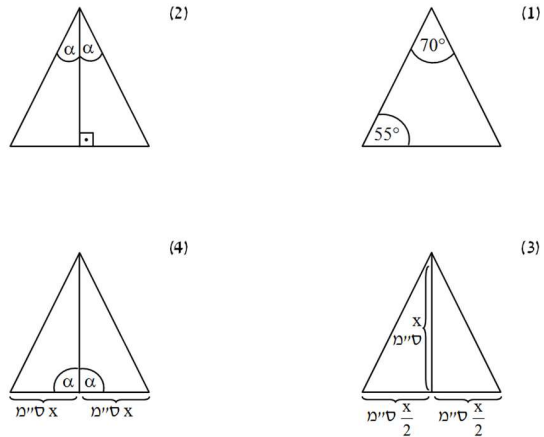 (1)
70°
55°
(2)
α α
(3)
x
ס״מ
x/2 ס״מ
x/2 ס״מ
(4)
α α
x ס״מ
x ס״מ